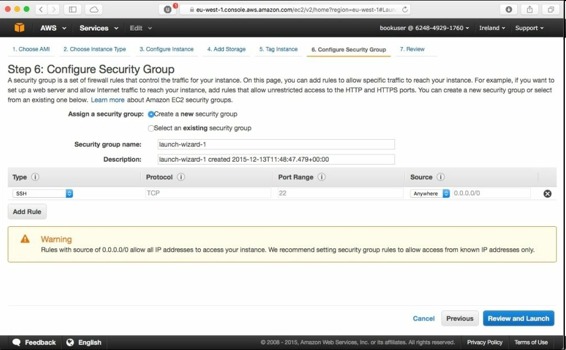 eu-west-1.console.aws.amazon.com/ec2/v2/home?region=eu-west-1#Lau
AWS Services Edit bookuser @ 6248-4929-1760 Ireland Support
1. Choose AMI 2. Choose Instance Type 3. Configure Instance 4. Add Storage 5. Tag Instance 6. Configure Security Group 7. Review
Step 6: Configure Security Group
A security group is a set of firewall rules that control the traffic for your instance. On this page, you can add rules to allow specific traffic to reach your instance. For example, if you want to
set up a web server and allow Internet traffic to reach your instance, add rules that allow unrestricted access to the HTTP and HTTPS ports. You can create a new security group or select
from an existing one below. Learn more about Amazon EC2 security groups.
Assign a security group: Create a new security group
Select an existing security group
Security group name: launch-wizard-1
Description: launch-wizard-1 created 2015-12-13T11:48:47.479+00:00
Type i Protocol i Port Range i Source i
SSH TCP 22 Anywhere 0.0.0.0/0
Add Rule
Warning
Rules with source of 0.0.0.0/0 allow all IP addresses to access your instance. We recommend setting security group rules to allow access from known IP addresses only.
Cancel Previous Review and Launch
Feedback English © 2008 - 2015, Amazon Web Services, Inc. or its affiliates. All rights reserved. Privacy Policy Terms of Use